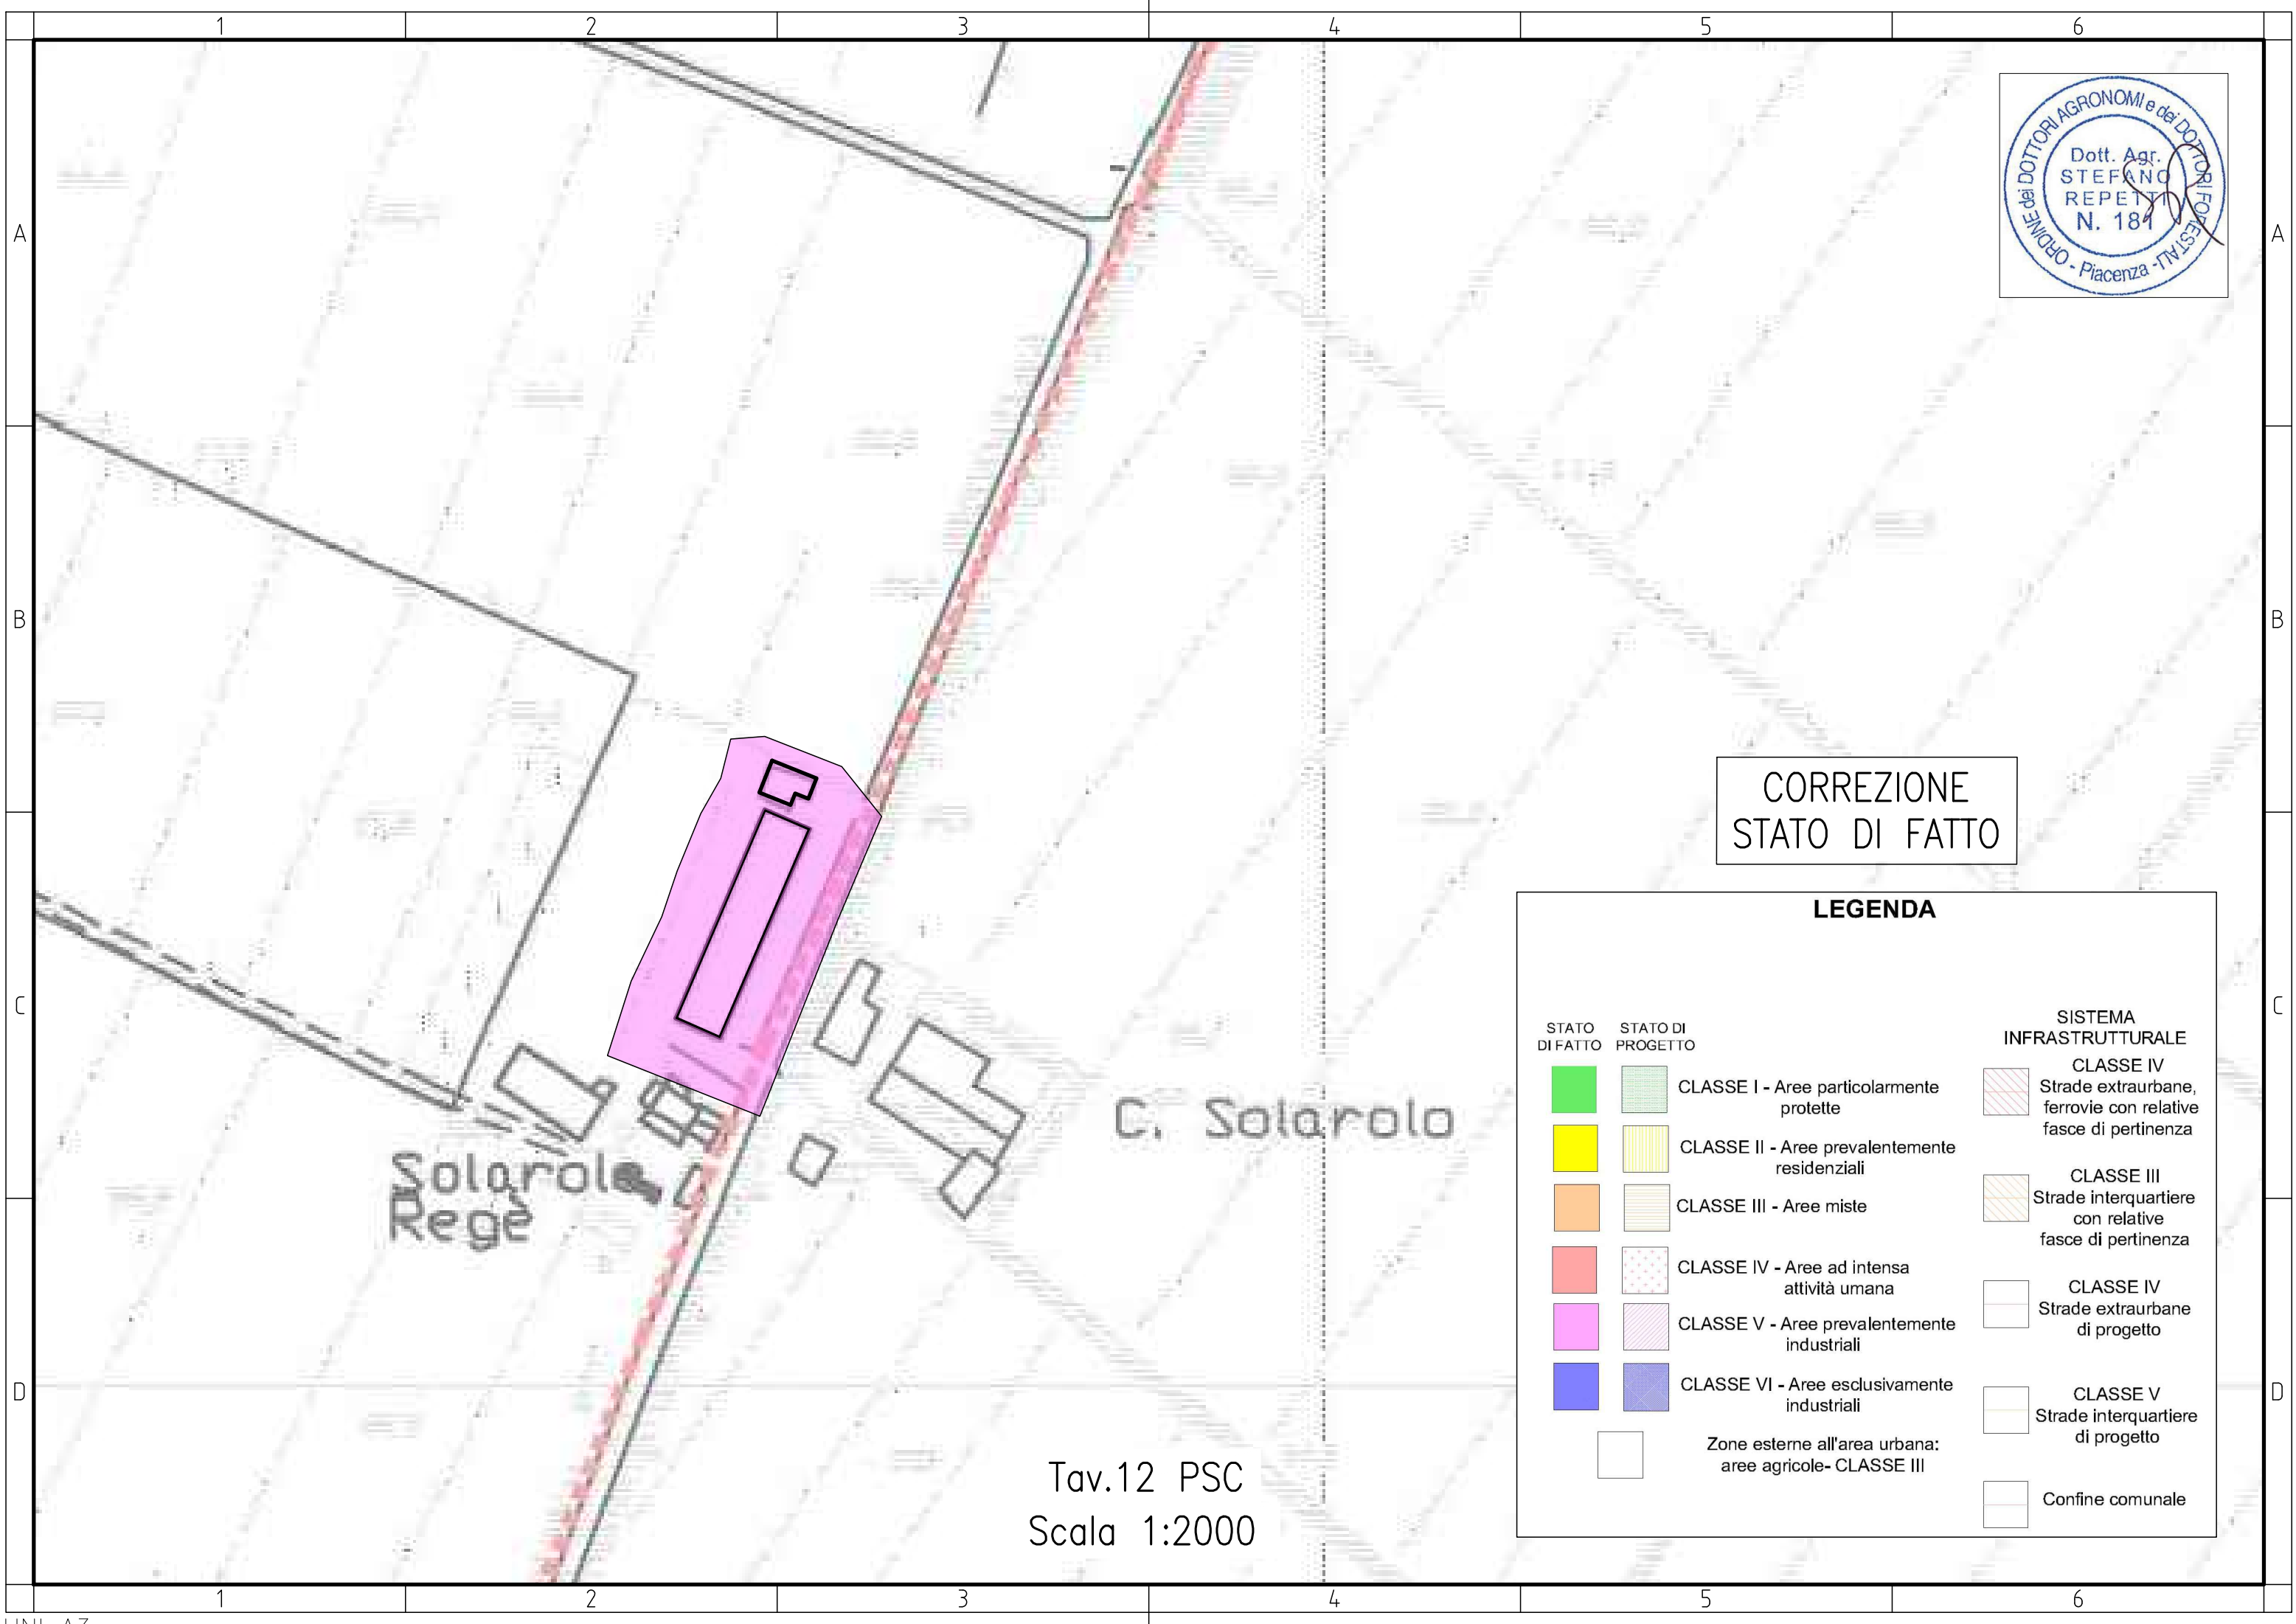 1 2 3 4 5 6
A A
B B
C C
D D
ORDINE dei DOTTORI AGRONOMI e dei DOTTORI FORESTALI - Piacenza -
Dott. Agr.
STEFANO
REPETTI
N. 181
CORREZIONE
STATO DI FATTO
C. Solarolo
Solarolo
Regè
Tav.12 PSC
Scala 1:2000
LEGENDA
STATO
DI FATTO
STATO DI
PROGETTO
CLASSE I - Aree particolarmente
protette
CLASSE II - Aree prevalentemente
residenziali
CLASSE III - Aree miste
CLASSE IV - Aree ad intensa
attività umana
CLASSE V - Aree prevalentemente
industriali
CLASSE VI - Aree esclusivamente
industriali
Zone esterne all'area urbana:
aree agricole- CLASSE III
SISTEMA
INFRASTRUTTURALE
CLASSE IV
Strade extraurbane,
ferrovie con relative
fasce di pertinenza
CLASSE III
Strade interquartiere
con relative
fasce di pertinenza
CLASSE IV
Strade extraurbane
di progetto
CLASSE V
Strade interquartiere
di progetto
Confine comunale
1 2 3 4 5 6